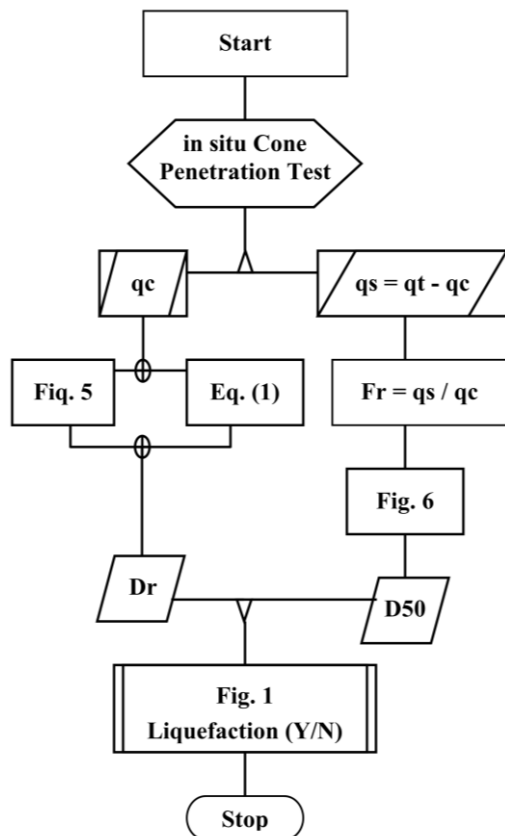 Start
in situ Cone
Penetration Test
qc
qs = qt - qc
Fiq. 5
Eq. (1)
Fr = qs / qc
Fig. 6
Dr
D50
Fig. 1
Liquefaction (Y/N)
Stop